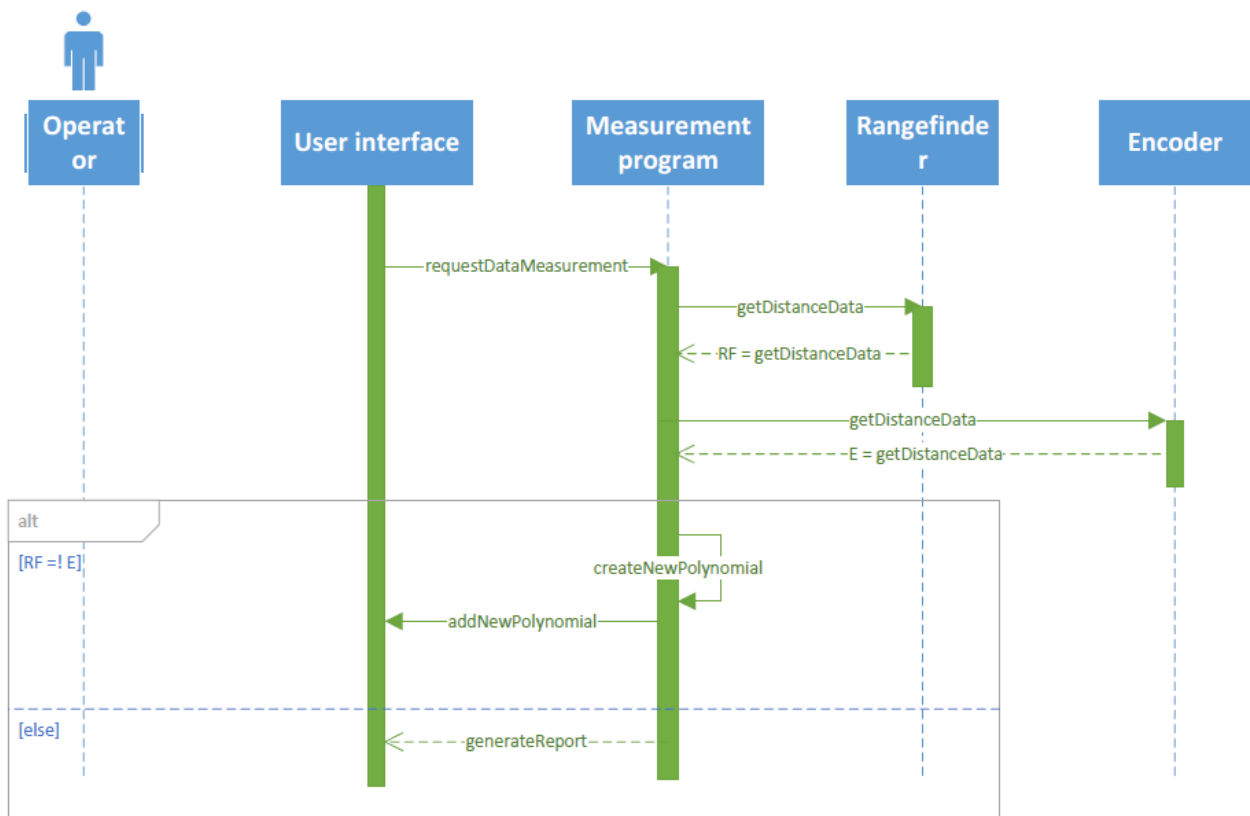 Operat
or
User interface
Measurement
program
Rangefinde
r
Encoder
requestDataMeasurement
getDistanceData
RF = getDistanceData
getDistanceData
E = getDistanceData
alt
[RF =! E]
createNewPolynomial
addNewPolynomial
[else]
generateReport